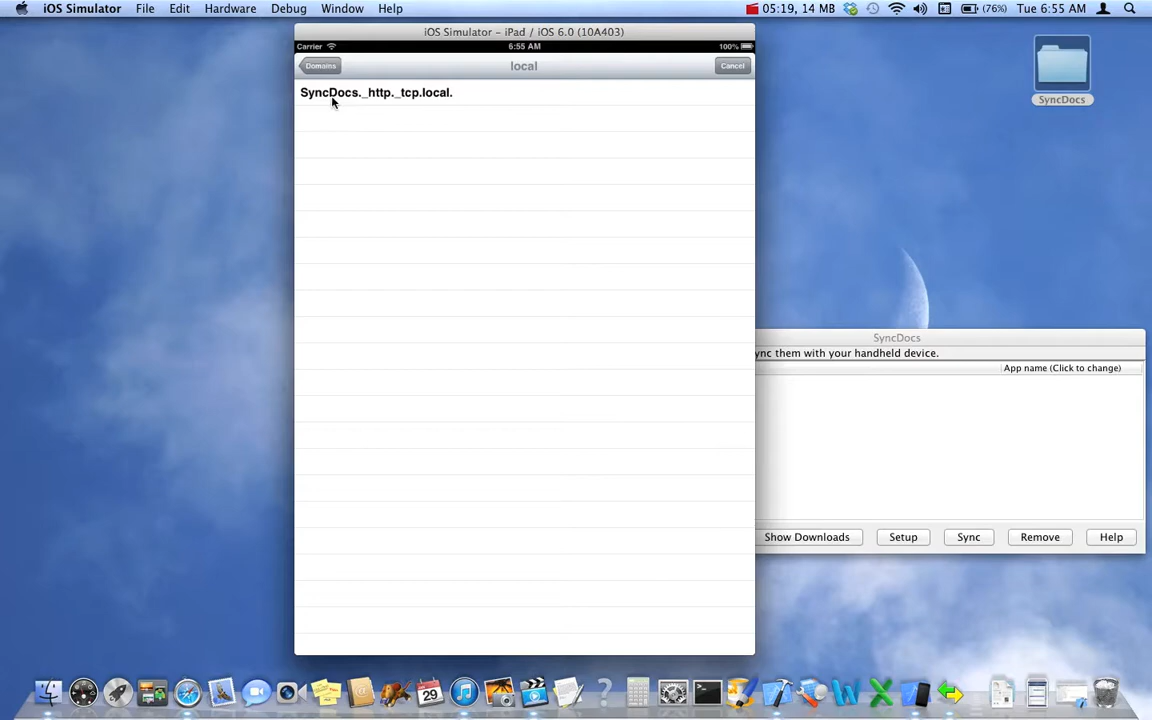 iOS Simulator File Edit Hardware Debug Window Help 05:19, 14 MB (76%) Tue 6:55 AM
iOS Simulator – iPad / iOS 6.0 (10A403)
Carrier 6:55 AM 100%
Domains local Cancel
SyncDocs._http._tcp.local.
SyncDocs
SyncDocs
ync them with your handheld device.
App name (Click to change)
Show Downloads Setup Sync Remove Help
29